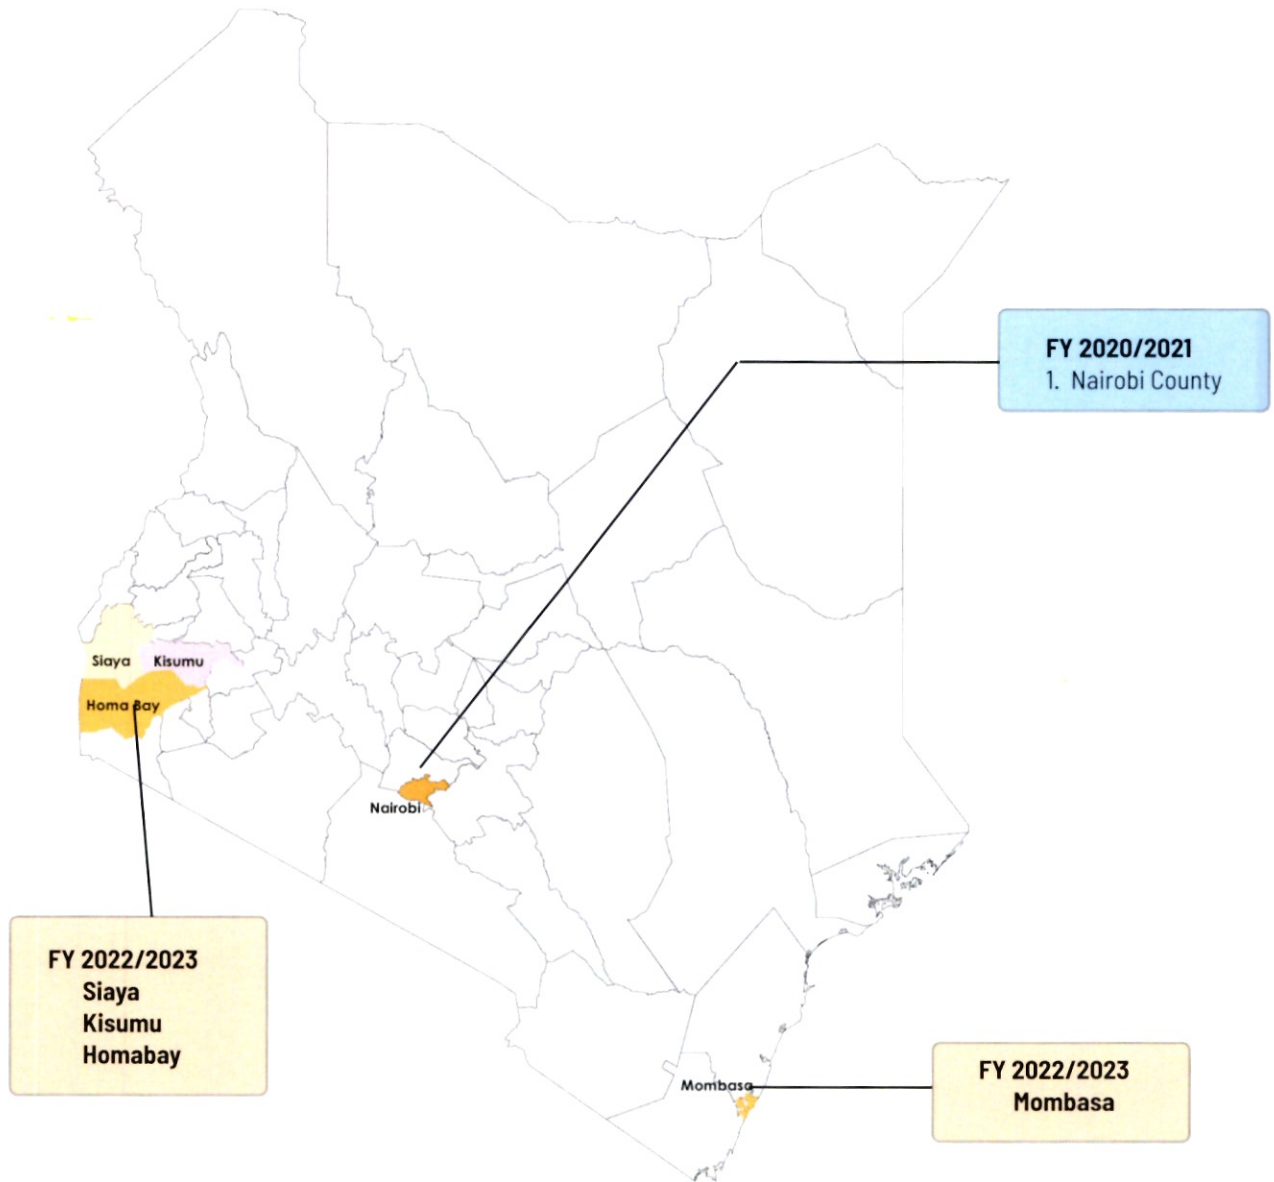 FY 2020/2021
1. Nairobi County
Siaya
Kisumu
Homa Bay
Nairobi
FY 2022/2023
Siaya
Kisumu
Homabay
Mombasa
FY 2022/2023
Mombasa